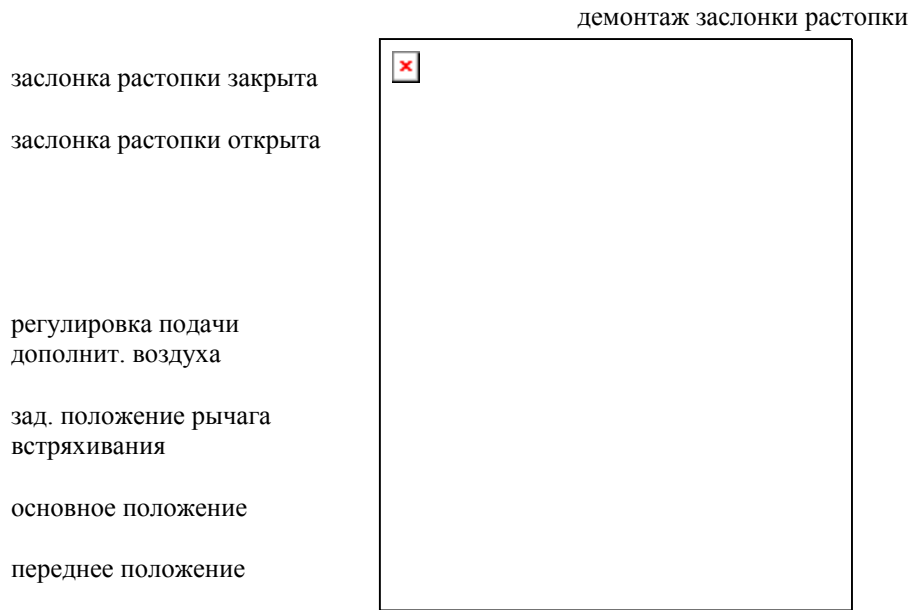 демонтаж заслонки растопки
заслонка растопки закрыта
заслонка растопки открыта
регулировка подачи
дополнит. воздуха
зад. положение рычага
встряхивания
основное положение
переднее положение